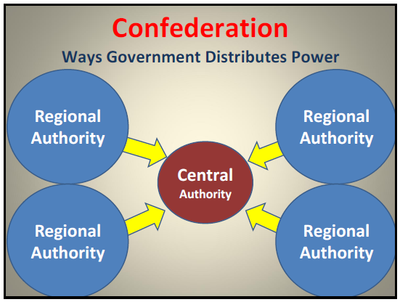 Confederation
Ways Government Distributes Power
Regional
Authority
Regional
Authority
Central
Authority
Regional
Authority
Regional
Authority